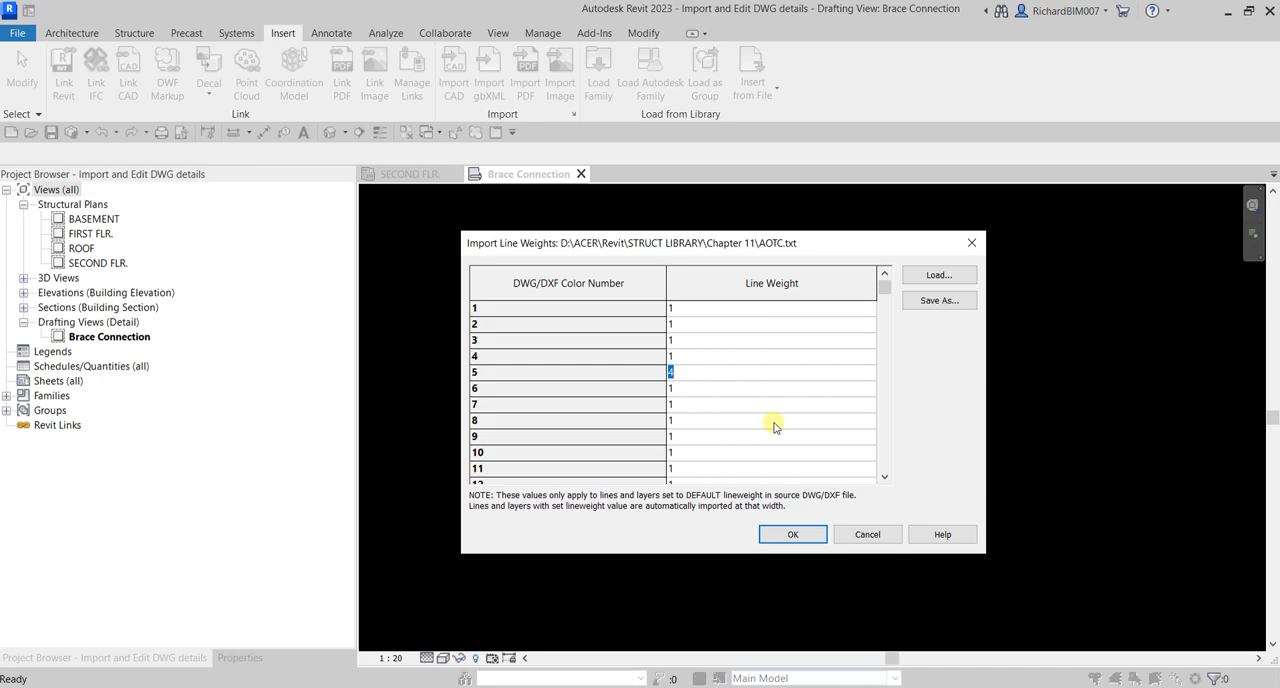 Autodesk Revit 2023 - Import and Edit DWG details - Drafting View: Brace Connection
RichardBIM007
File Architecture Structure Precast Systems Insert Annotate Analyze Collaborate View Manage Add-Ins Modify
Modify
Link Revit
Link IFC
Link CAD
DWF Markup
Decal
Point Cloud
Coordination Model
Link PDF
Link Image
Manage Links
Import CAD
Import gbXML
Import PDF
Import Image
Load Family
Load Autodesk Family
Load as Group
Insert from File
Select Link Import Load from Library
Project Browser - Import and Edit DWG details
SECOND FLR.
Brace Connection
Views (all)
Structural Plans
BASEMENT
FIRST FLR.
ROOF
SECOND FLR.
3D Views
Elevations (Building Elevation)
Sections (Building Section)
Drafting Views (Detail)
Brace Connection
Legends
Schedules/Quantities (all)
Sheets (all)
Families
Groups
Revit Links
Import Line Weights: D:\ACER\Revit\STRUCT LIBRARY\Chapter 11\AOTC.txt
DWG/DXF Color Number Line Weight
1 1
2 1
3 1
4 1
5 4
6 1
7 1
8 1
9 1
10 1
11 1
12 1
Load...
Save As...
NOTE: These values only apply to lines and layers set to DEFAULT lineweight in source DWG/DXF file.
Lines and layers with set lineweight value are automatically imported at that width.
OK Cancel Help
Project Browser - Import and Edit DWG details Properties
1 : 20
Ready
:0
Main Model
:0